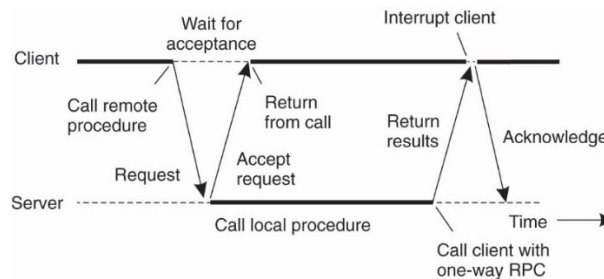 Interrupt client
Wait for
acceptance
Client
Call remote
procedure
Return
from call
Return
results
Acknowledge
Request
Accept
request
Server
Call local procedure
Time
Call client with
one-way RPC